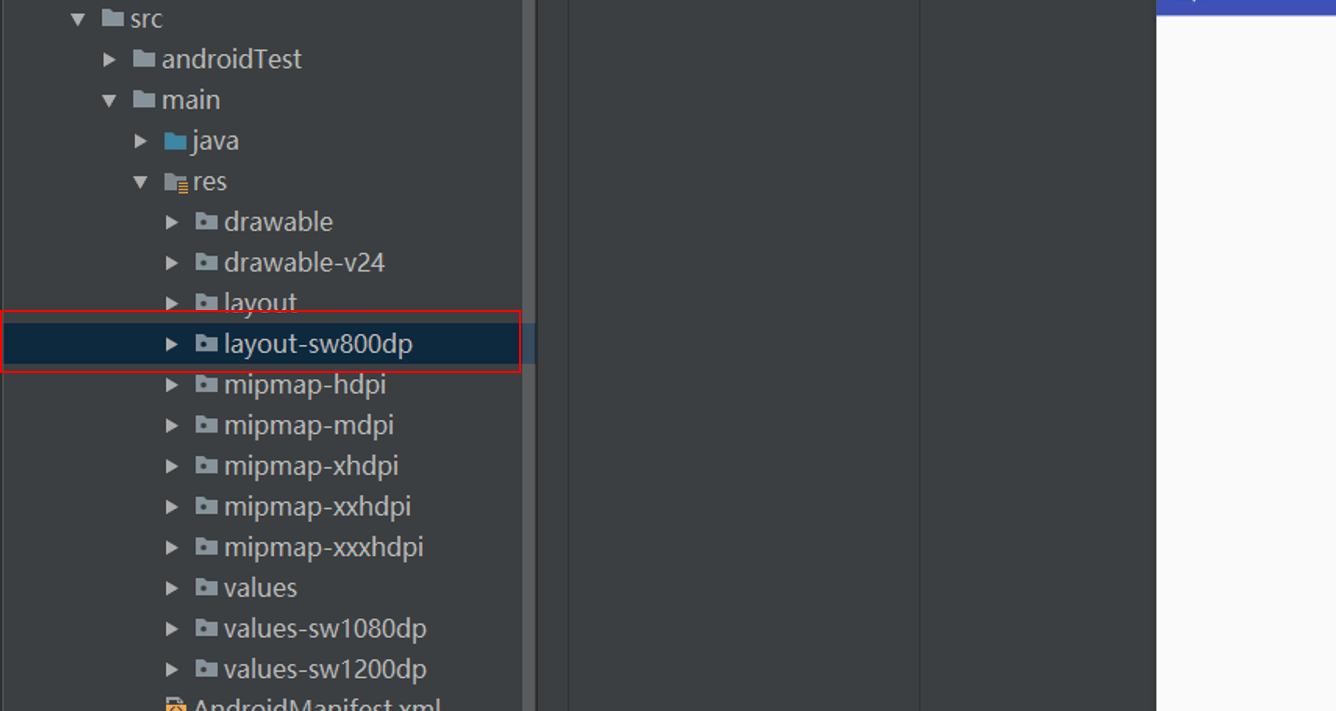 src
androidTest
main
java
res
drawable
drawable-v24
layout
layout-sw800dp
mipmap-hdpi
mipmap-mdpi
mipmap-xhdpi
mipmap-xxhdpi
mipmap-xxxhdpi
values
values-sw1080dp
values-sw1200dp
AndroidManifest.xml